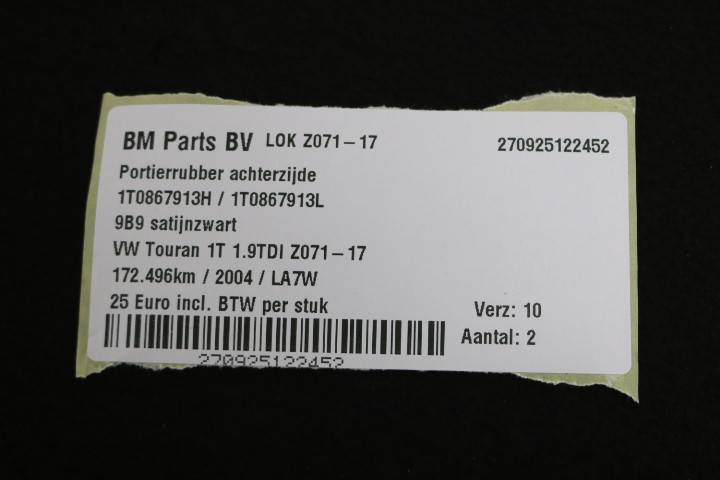 BM Parts BV LOK Z071-17 270925122452
Portierrubber achterzijde
1T0867913H / 1T0867913L
9B9 satijnzwart
VW Touran 1T 1.9TDI Z071-17
172.496km / 2004 / LA7W
25 Euro incl. BTW per stuk Verz: 10
Aantal: 2
270925122452